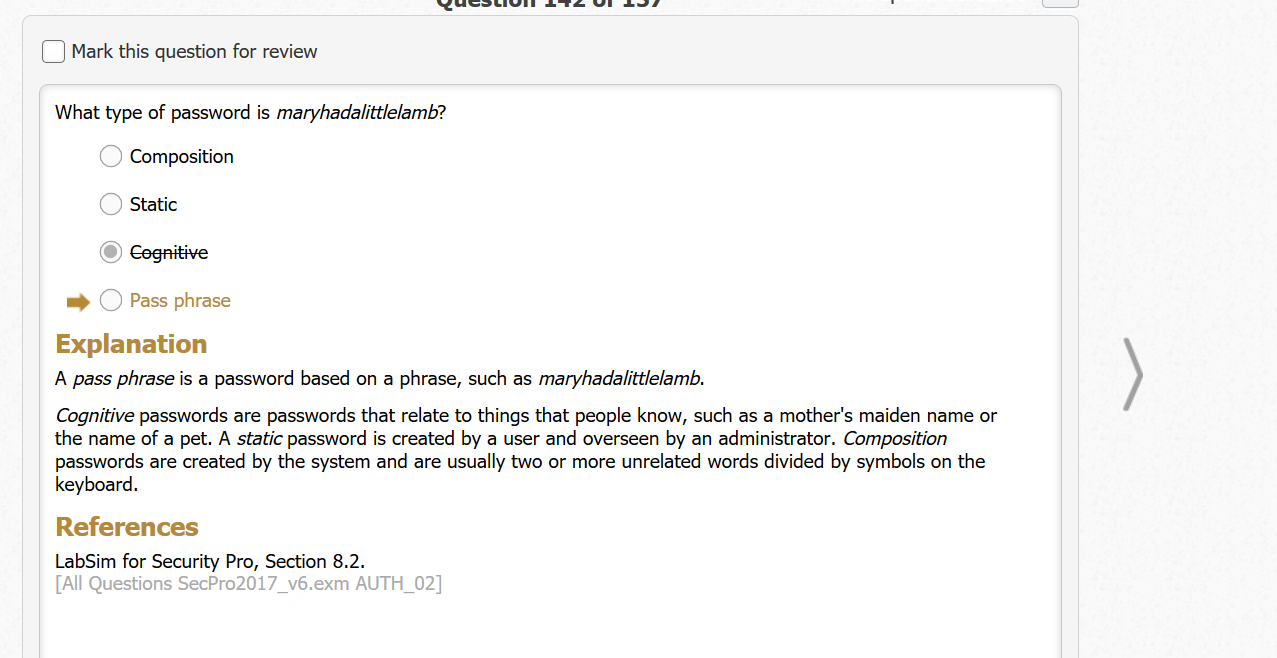 Question 142 of 157
Mark this question for review
What type of password is maryhadalittlelamb?
Composition
Static
Cognitive
Pass phrase
Explanation
A pass phrase is a password based on a phrase, such as maryhadalittlelamb.
Cognitive passwords are passwords that relate to things that people know, such as a mother's maiden name or
the name of a pet. A static password is created by a user and overseen by an administrator. Composition
passwords are created by the system and are usually two or more unrelated words divided by symbols on the
keyboard.
References
LabSim for Security Pro, Section 8.2.
[All Questions SecPro2017_v6.exm AUTH_02]